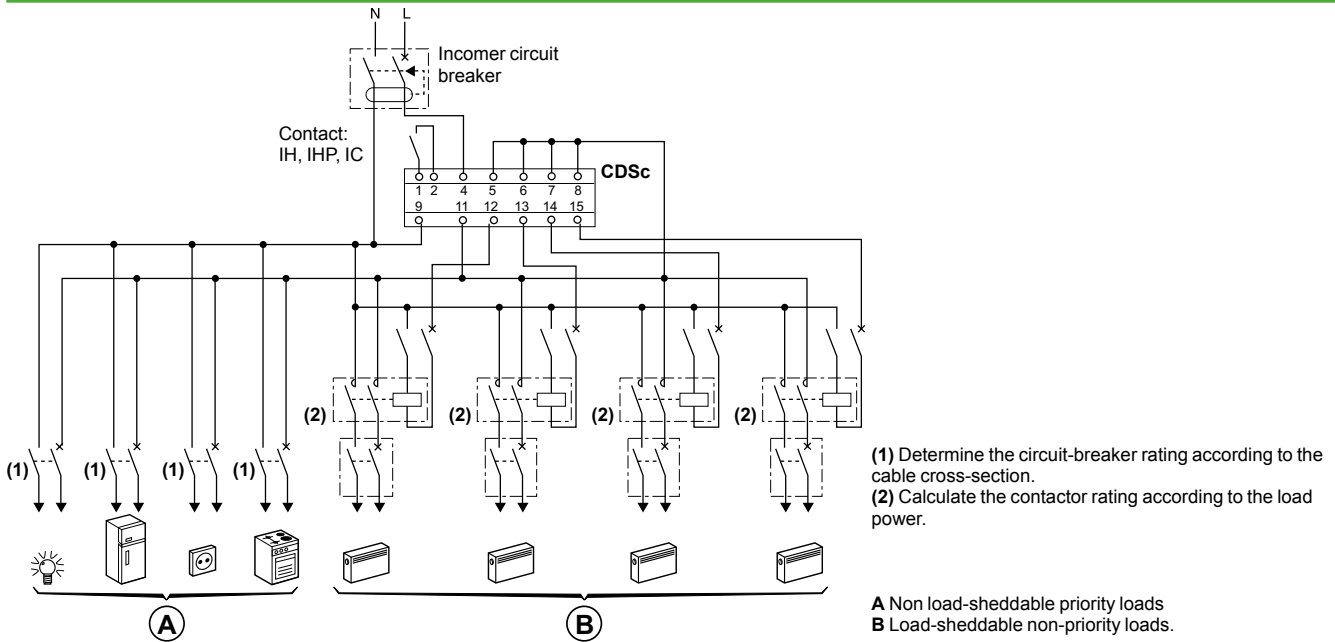 N L
Incomer circuit
breaker
Contact:
IH, IHP, IC
CDSc
1 2 4 5 6 7 8
9 11 12 13 14 15
(2) (2) (2) (2)
(1) (1) (1) (1)
(1) Determine the circuit-breaker rating according to the
cable cross-section.
(2) Calculate the contactor rating according to the load
power.
A B
A Non load-sheddable priority loads
B Load-sheddable non-priority loads.